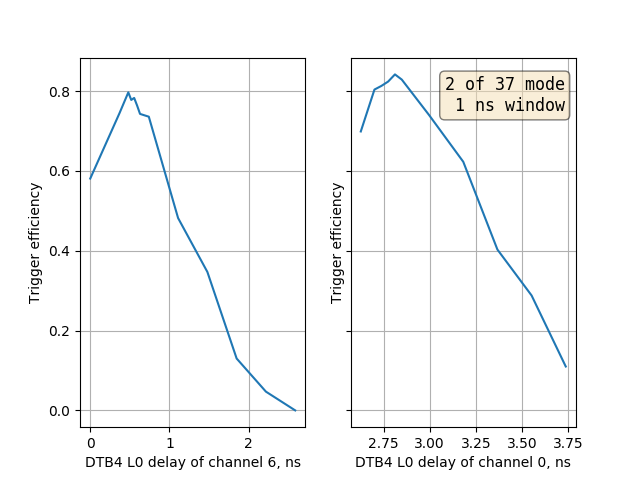 2 of 37 mode
1 ns window
Trigger efficiency
0.8
0.6
0.4
0.2
0.0
0
1
2
DTB4 L0 delay of channel 6, ns
Trigger efficiency
2.75
3.00
3.25
3.50
3.75
DTB4 L0 delay of channel 0, ns